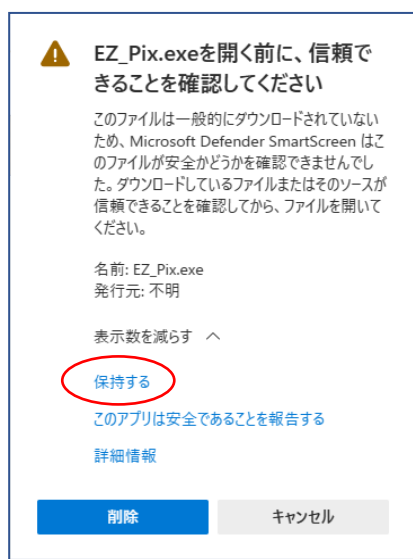 EZ_Pix.exeを開く前に、信頼で
きることを確認してください
このファイルは一般的にダウンロードされていない
ため、Microsoft Defender SmartScreen はこ
のファイルが安全かどうかを確認できませんでし
た。ダウンロードしているファイルまたはそのソースが
信頼できることを確認してから、ファイルを開いて
ください。
名前: EZ_Pix.exe
発行元: 不明
表示数を減らす
保持する
このアプリは安全であることを報告する
詳細情報
削除
キャンセル